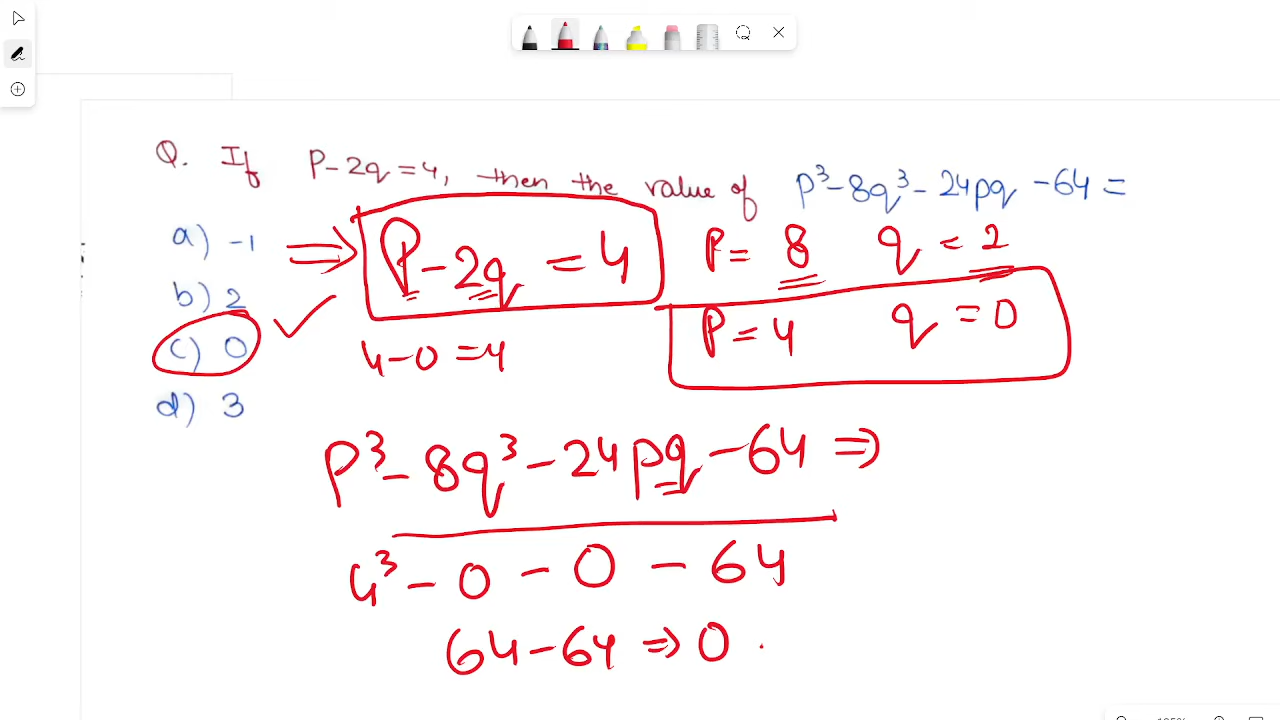 Q. If P-2q=4, then the value of p³-8q³-24pq-64=
a) -1
P-2q=4
P=8 q=2
b) 2
P=4 q=0
c) 0
4-0=4
d) 3
P³-8q³-24pq-64⇒
4³-0-0-64
64-64⇒0